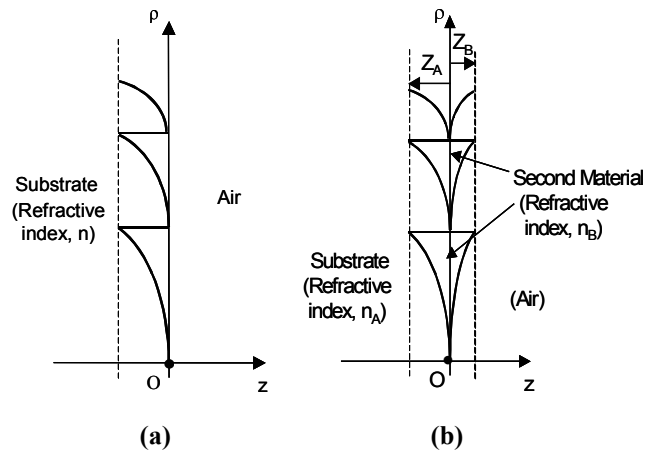 ρ
Substrate
(Refractive
index, n)
Air
O
z
(a)
ρ
Z_A
Z_B
Second Material
(Refractive
index, n_B)
Substrate
(Refractive
index, n_A)
(Air)
O
z
(b)